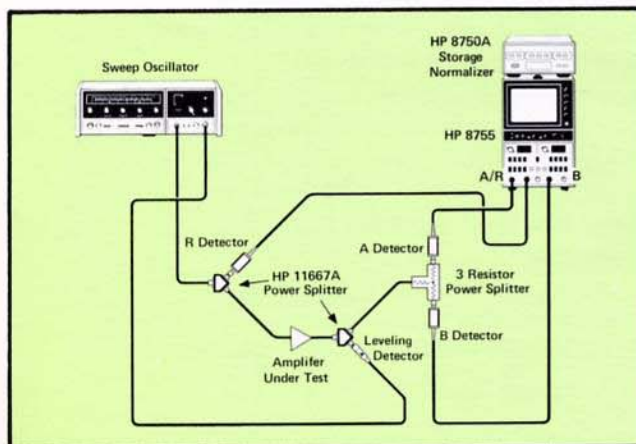 Sweep Oscillator
HP 8750A
Storage
Normalizer
HP 8755
A/R
B
R Detector
A Detector
HP 11667A
Power Splitter
3 Resistor
Power Splitter
B Detector
Leveling
Detector
Amplifer
Under Test